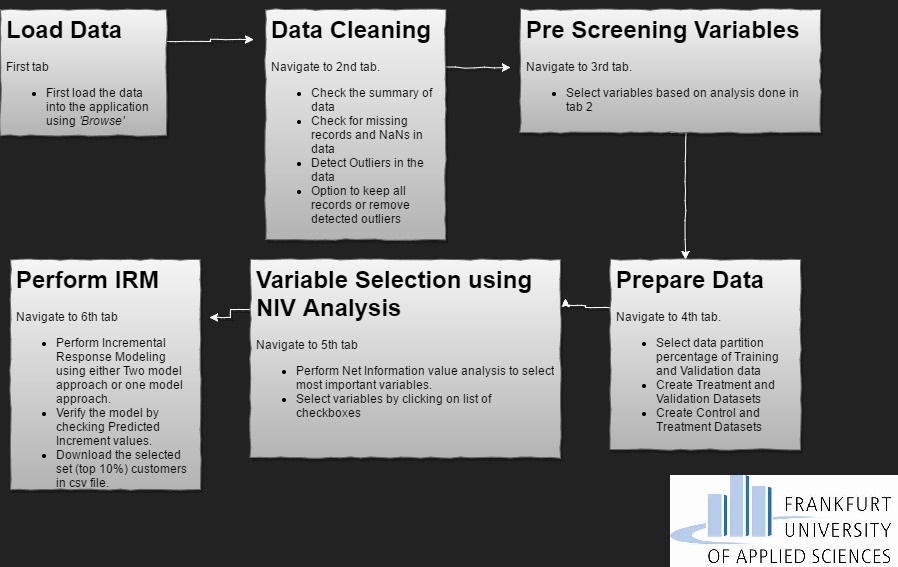 Load Data
First tab
• First load the data
into the application
using 'Browse'
Data Cleaning
Navigate to 2nd tab.
• Check the summary of
data
• Check for missing
records and NaNs in
data
• Detect Outliers in the
data
• Option to keep all
records or remove
detected outliers
Pre Screening Variables
Navigate to 3rd tab.
• Select variables based on analysis done in
tab 2
Prepare Data
Navigate to 4th tab.
• Select data partition
percentage of Training
and Validation data
• Create Treatment and
Validation Datasets
• Create Control and
Treatment Datasets
Variable Selection using
NIV Analysis
Navigate to 5th tab
• Perform Net Information value analysis to select
most important variables.
• Select variables by clicking on list of
checkboxes
Perform IRM
Navigate to 6th tab
• Perform Incremental
Response Modeling
using either Two model
approach or one model
approach.
• Verify the model by
checking Predicted
Increment values.
• Download the selected
set (top 10%) customers
in csv file.
FRANKFURT
UNIVERSITY
OF APPLIED SCIENCES